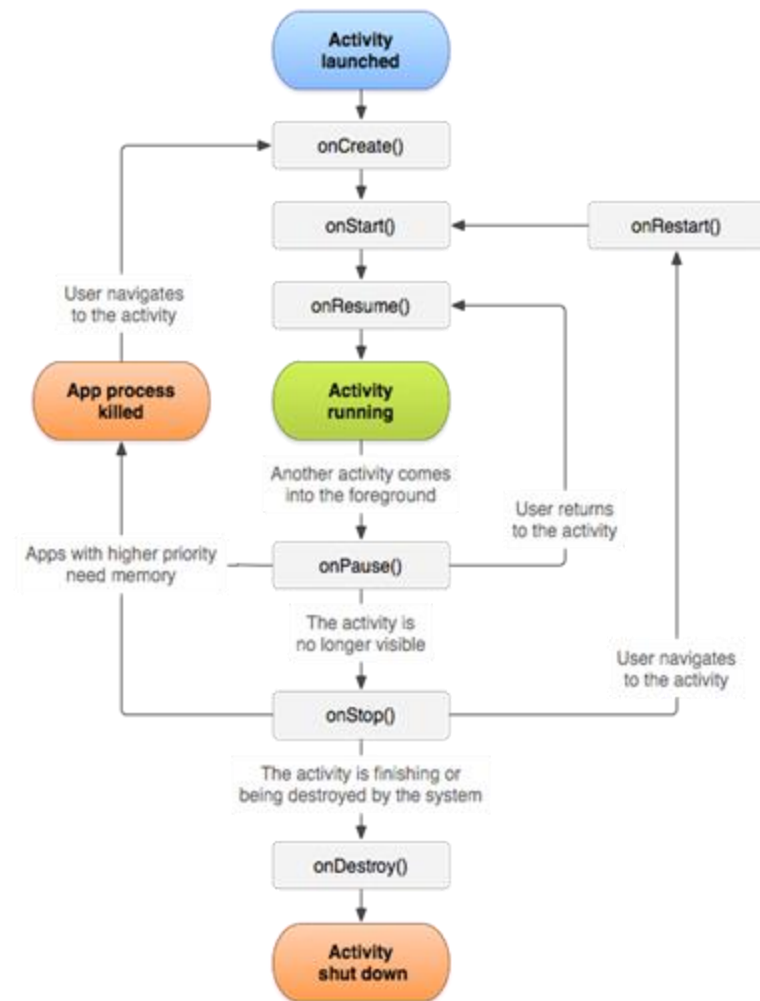 Activity
launched
onCreate()
onStart()
onRestart()
User navigates
to the activity
onResume()
App process
killed
Activity
running
Another activity comes
into the foreground
User returns
to the activity
Apps with higher priority
need memory
onPause()
The activity is
no longer visible
User navigates
to the activity
onStop()
The activity is finishing or
being destroyed by the system
onDestroy()
Activity
shut down